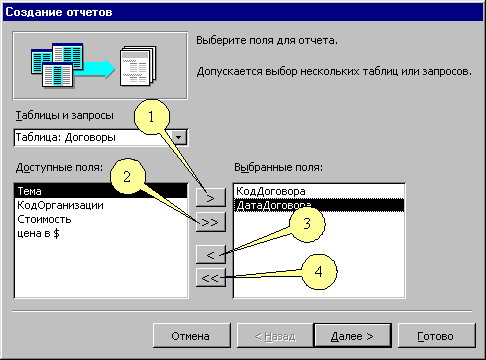 Создание отчетов
Выберите поля для отчета.
Допускается выбор нескольких таблиц или запросов.
Таблицы и запросы
Таблица: Договоры
1
Доступные поля:
Выбранные поля:
2
Тема
КодОрганизации
Стоимость
цена в $
>
>>
<
<<
КодДоговора
ДатаДоговора
3
4
Отмена
< Назад
Далее >
Готово